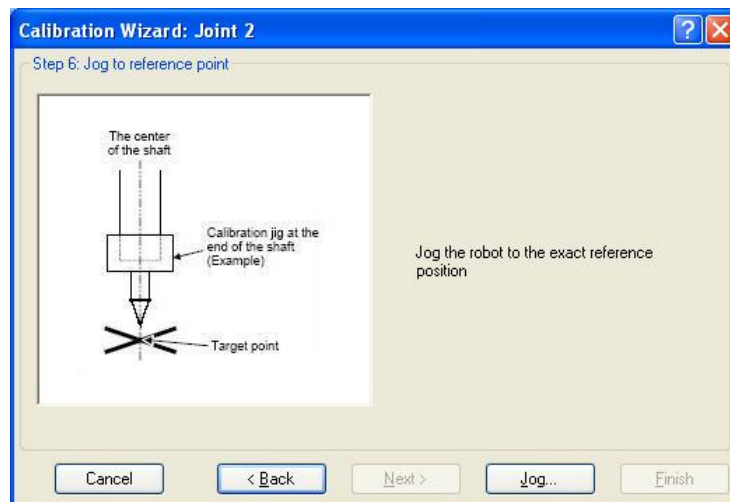 Calibration Wizard: Joint 2
Step 6: Jog to reference point
The center
of the shaft
Calibration jig at the
end of the shaft
(Example)
Target point
Jog the robot to the exact reference
position
Cancel
< Back
Next >
Jog...
Finish